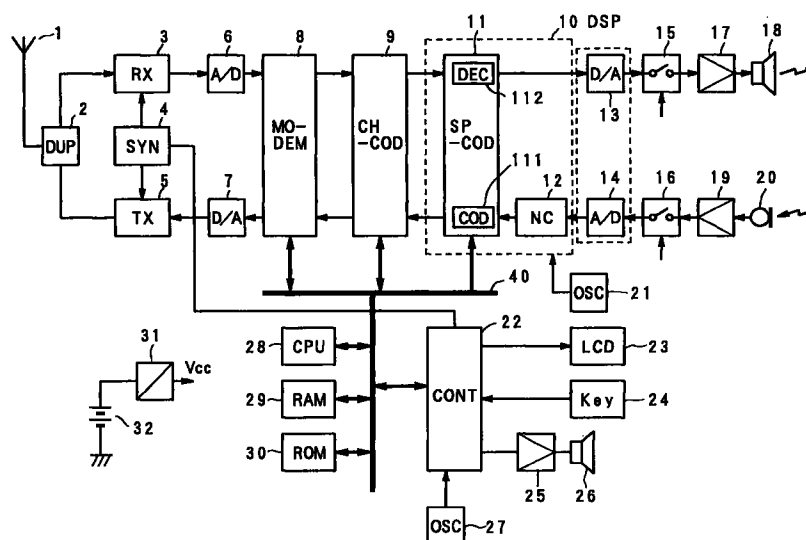 11
10 DSP
1
3
6
8
9
15
17
18
RX
A/D
DEC
D/A
2
4
112
13
DUP
SYN
MO-
DEM
CH
-COD
SP
-COD
5
7
111
12
14
16
19
20
TX
D/A
COD
NC
A/D
40
OSC
21
22
31
28
CPU
LCD
23
Vcc
29
RAM
CONT
Key
24
32
30
ROM
25
26
OSC
27